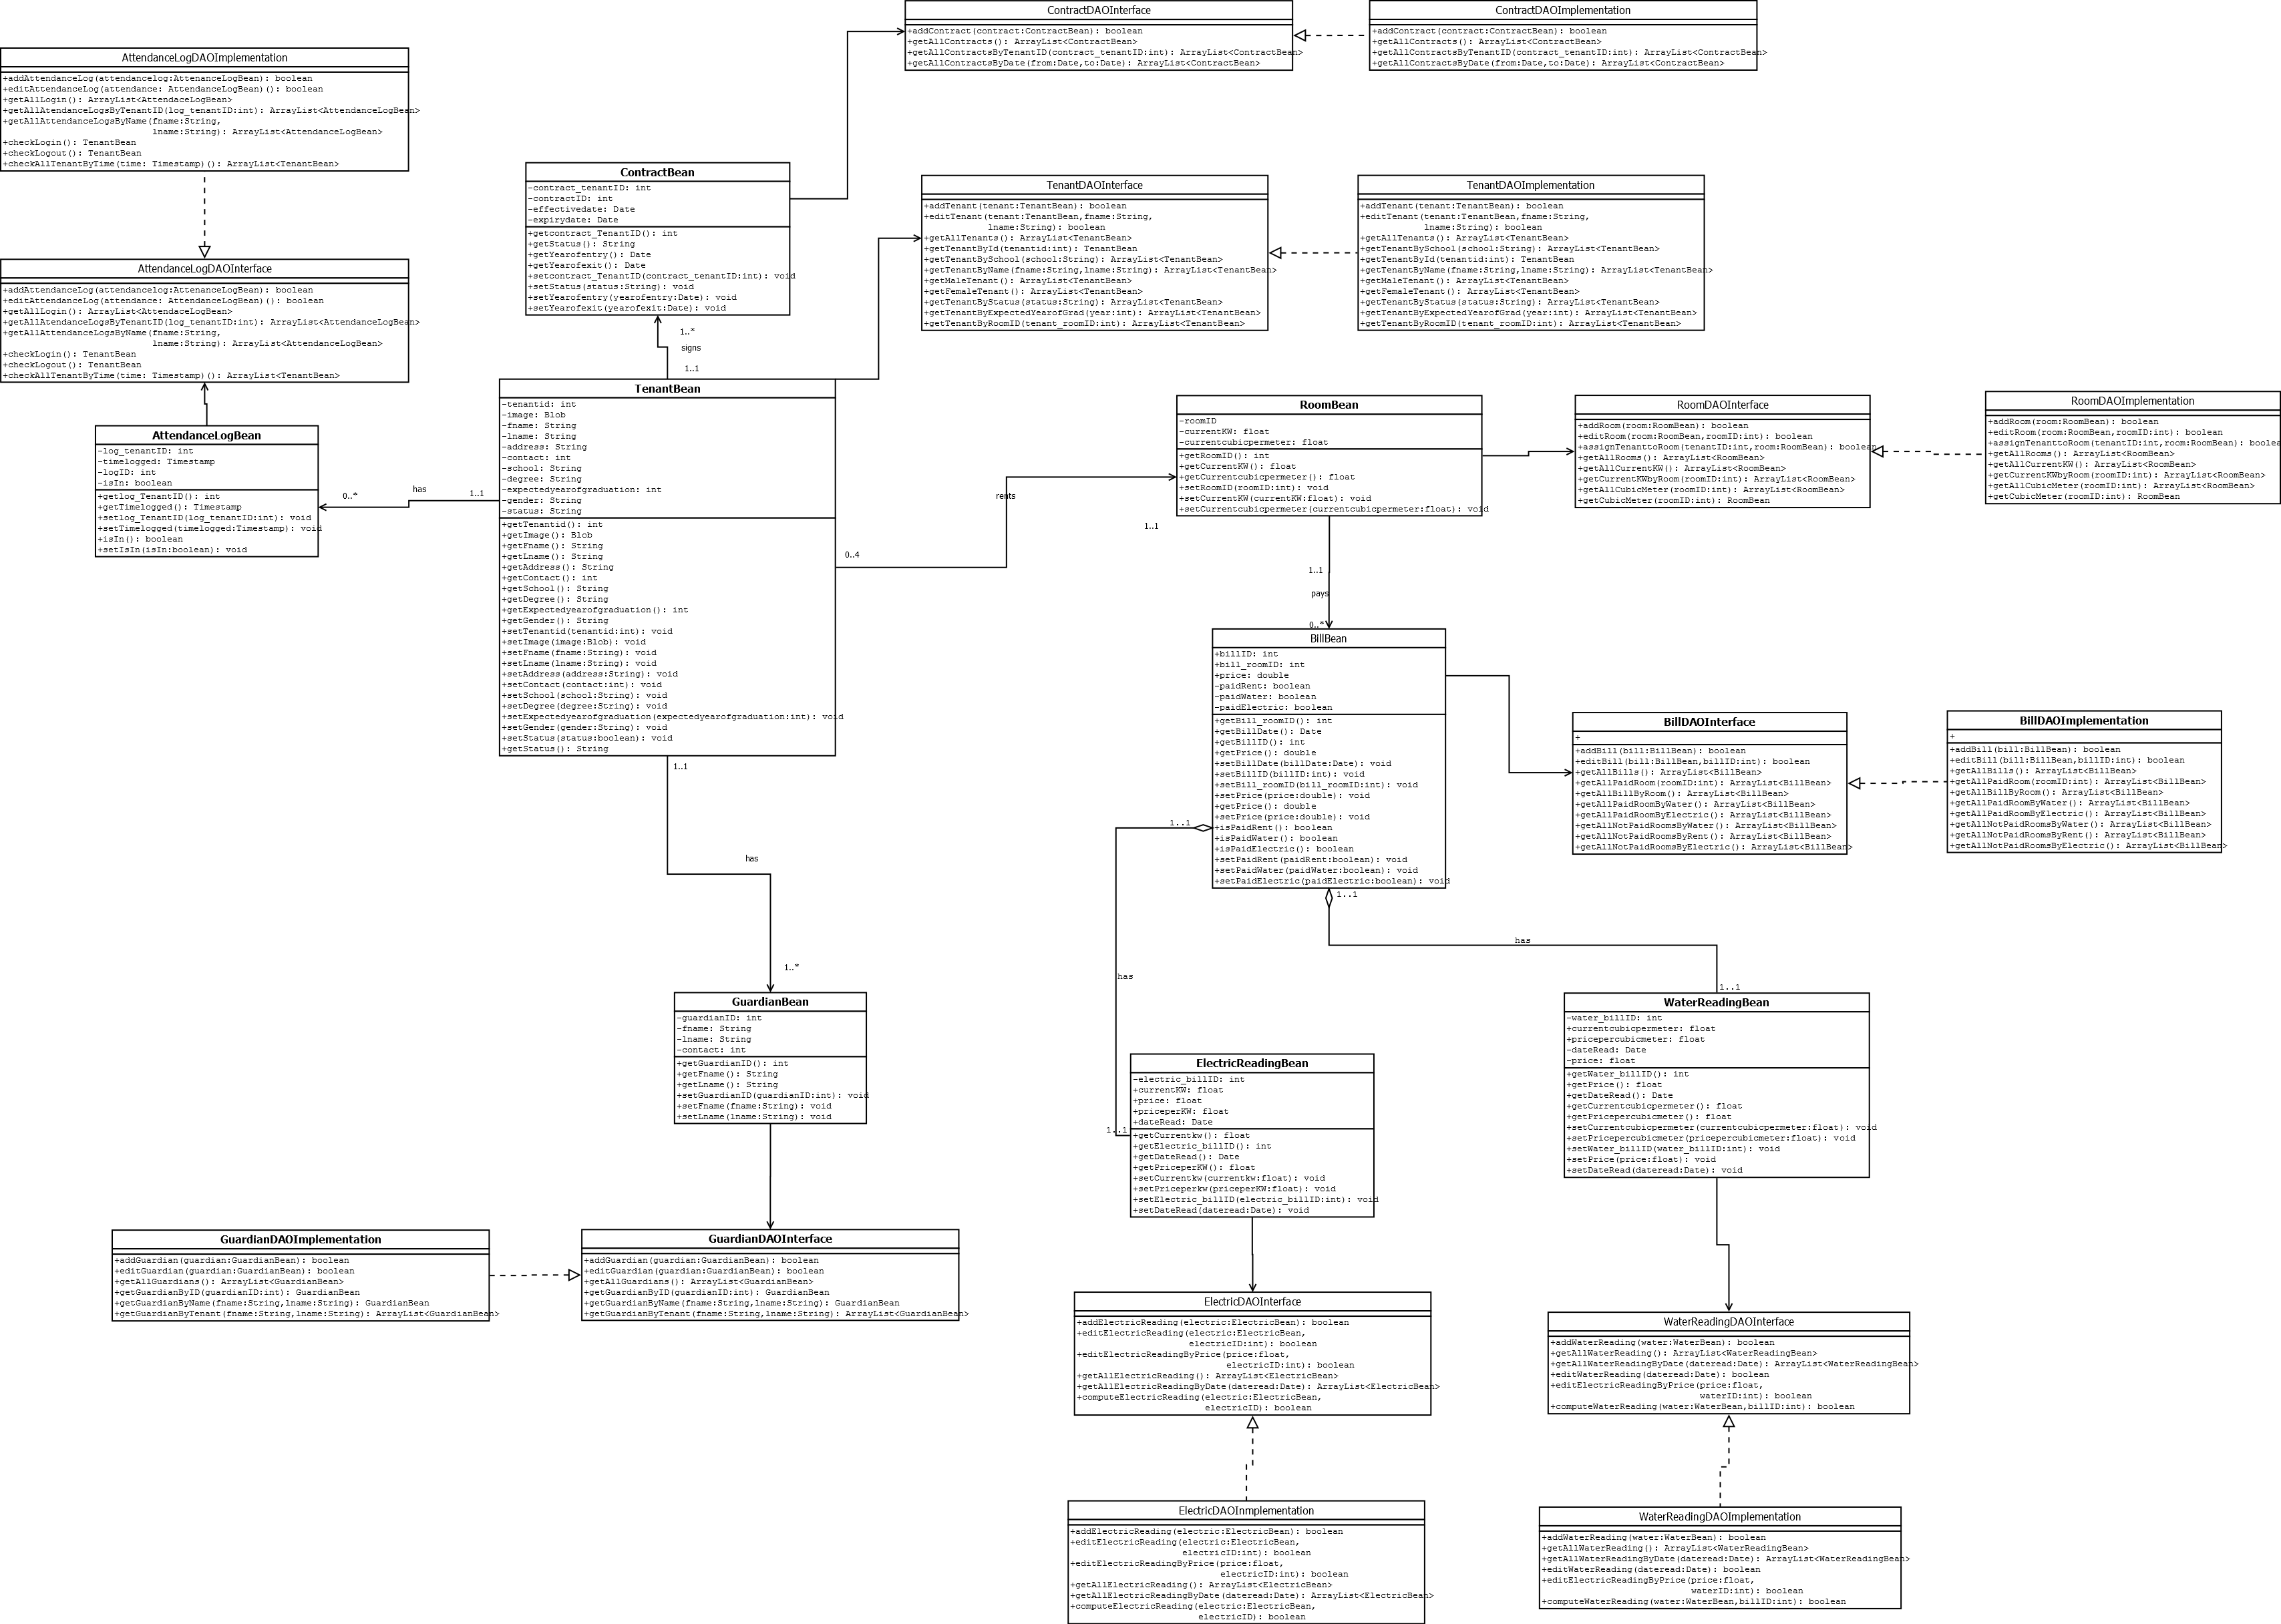 ContractDAOInterface
+addContract(contract:ContractBean): boolean
+getAllContracts(): ArrayList<ContractBean>
+getAllContractsByTenantID(contract_tenantID:int): ArrayList<ContractBean>
+getAllContractsByDate(from:Date,to:Date): ArrayList<ContractBean>
ContractDAOImplementation
+addContract(contract:ContractBean): boolean
+getAllContracts(): ArrayList<ContractBean>
+getAllContractsByTenantID(contract_tenantID:int): ArrayList<ContractBean>
+getAllContractsByDate(from:Date,to:Date): ArrayList<ContractBean>
AttendanceLogDAOImplementation
+addAttendanceLog(attendancelog:AttenanceLogBean): boolean
+editAttendanceLog(attendance: AttendanceLogBean)(): boolean
+getAllLogin(): ArrayList<AttendaceLogBean>
+getAllAtendanceLogsByTenantID(log_tenantID:int): ArrayList<AttendanceLogBean>
+getAllAttendanceLogsByName(fname:String,
lname:String): ArrayList<AttendanceLogBean>
+checkLogin(): TenantBean
+checkLogout(): TenantBean
+checkAllTenantByTime(time: Timestamp)(): ArrayList<TenantBean>
AttendanceLogDAOInterface
+addAttendanceLog(attendancelog:AttenanceLogBean): boolean
+editAttendanceLog(attendance: AttendanceLogBean)(): boolean
+getAllLogin(): ArrayList<AttendaceLogBean>
+getAllAtendanceLogsByTenantID(log_tenantID:int): ArrayList<AttendanceLogBean>
+getAllAttendanceLogsByName(fname:String,
lname:String): ArrayList<AttendanceLogBean>
+checkLogin(): TenantBean
+checkLogout(): TenantBean
+checkAllTenantByTime(time: Timestamp)(): ArrayList<TenantBean>
ContractBean
-contract_tenantID: int
-contractID: int
-effectivedate: Date
-expirydate: Date
+getcontract_TenantID(): int
+getStatus(): String
+getYearofentry(): Date
+getYearofexit(): Date
+setcontract_TenantID(contract_tenantID:int): void
+setStatus(status:String): void
+setYearofentry(yearofentry:Date): void
+setYearofexit(yearofexit:Date): void
1..*
signs
1..1
TenantDAOInterface
+addTenant(tenant:TenantBean): boolean
+editTenant(tenant:TenantBean,fname:String,
lname:String): boolean
+getAllTenants(): ArrayList<TenantBean>
+getTenantById(tenantid:int): TenantBean
+getTenantBySchool(school:String): ArrayList<TenantBean>
+getTenantByName(fname:String,lname:String): ArrayList<TenantBean>
+getMaleTenant(): ArrayList<TenantBean>
+getFemaleTenant(): ArrayList<TenantBean>
+getTenantByStatus(status:String): ArrayList<TenantBean>
+getTenantByExpectedYearofGrad(year:int): ArrayList<TenantBean>
+getTenantByRoomID(tenant_roomID:int): ArrayList<TenantBean>
TenantDAOImplementation
+addTenant(tenant:TenantBean): boolean
+editTenant(tenant:TenantBean,fname:String,
lname:String): boolean
+getAllTenants(): ArrayList<TenantBean>
+getTenantBySchool(school:String): ArrayList<TenantBean>
+getTenantById(tenantid:int): TenantBean
+getTenantByName(fname:String,lname:String): ArrayList<TenantBean>
+getMaleTenant(): ArrayList<TenantBean>
+getFemaleTenant(): ArrayList<TenantBean>
+getTenantByStatus(status:String): ArrayList<TenantBean>
+getTenantByExpectedYearofGrad(year:int): ArrayList<TenantBean>
+getTenantByRoomID(tenant_roomID:int): ArrayList<TenantBean>
AttendanceLogBean
-log_tenantID: int
-timelogged: Timestamp
-logID: int
-isIn: boolean
+getlog_TenantID(): int
+getTimelogged(): Timestamp
+setlog_TenantID(log_tenantID:int): void
+setTimelogged(timelogged:Timestamp): void
+isIn(): boolean
+setIsIn(isIn:boolean): void
0..*
has
1..1
TenantBean
-tenantid: int
-image: Blob
-fname: String
-lname: String
-address: String
-contact: int
-school: String
-degree: String
-expectedyearofgraduation: int
-gender: String
-status: String
+getTenantid(): int
+getImage(): Blob
+getFname(): String
+getLname(): String
+getAddress(): String
+getContact(): int
+getSchool(): String
+getDegree(): String
+getExpectedyearofgraduation(): int
+getGender(): String
+setTenantid(tenantid:int): void
+setImage(image:Blob): void
+setFname(fname:String): void
+setLname(lname:String): void
+setAddress(address:String): void
+setContact(contact:int): void
+setSchool(school:String): void
+setDegree(degree:String): void
+setExpectedyearofgraduation(expectedyearofgraduation:int): void
+setGender(gender:String): void
+setStatus(status:boolean): void
+getStatus(): String
0..4
rents
1..1
RoomBean
-roomID
-currentKW: float
-currentcubicpermeter: float
+getRoomID(): int
+getCurrentKW(): float
+getCurrentcubicpermeter(): float
+setRoomID(roomID:int): void
+setCurrentKW(currentKW:float): void
+setCurrentcubicpermeter(currentcubicpermeter:float): void
RoomDAOInterface
+addRoom(room:RoomBean): boolean
+editRoom(room:RoomBean,roomID:int): boolean
+assignTenanttoRoom(tenantID:int,room:RoomBean): boolean
+getAllRooms(): ArrayList<RoomBean>
+getAllCurrentKW(): ArrayList<RoomBean>
+getCurrentKWbyRoom(roomID:int): ArrayList<RoomBean>
+getAllCubicMeter(roomID:int): ArrayList<RoomBean>
+getCubicMeter(roomID:int): RoomBean
RoomDAOImplementation
+addRoom(room:RoomBean): boolean
+editRoom(room:RoomBean,roomID:int): boolean
+assignTenanttoRoom(tenantID:int,room:RoomBean): boolea
+getAllRooms(): ArrayList<RoomBean>
+getAllCurrentKW(): ArrayList<RoomBean>
+getCurrentKWbyRoom(roomID:int): ArrayList<RoomBean>
+getAllCubicMeter(roomID:int): ArrayList<RoomBean>
+getCubicMeter(roomID:int): RoomBean
1..1
pays
0..*
BillBean
+billID: int
+bill_roomID: int
+price: double
-paidRent: boolean
-paidWater: boolean
-paidElectric: boolean
+getBill_roomID(): int
+getBillDate(): Date
+getBillID(): int
+getPrice(): double
+setBillDate(billDate:Date): void
+setBillID(billID:int): void
+setBill_roomID(bill_roomID:int): void
+setPrice(price:double): void
+getPrice(): double
+setPrice(price:double): void
+isPaidRent(): boolean
+isPaidWater(): boolean
+isPaidElectric(): boolean
+setPaidRent(paidRent:boolean): void
+setPaidWater(paidWater:boolean): void
+setPaidElectric(paidElectric:boolean): void
BillDAOInterface
+
+addBill(bill:BillBean): boolean
+editBill(bill:BillBean,billID:int): boolean
+getAllBills(): ArrayList<BillBean>
+getAllPaidRoom(roomID:int): ArrayList<BillBean>
+getAllBillByRoom(): ArrayList<BillBean>
+getAllPaidRoomByWater(): ArrayList<BillBean>
+getAllPaidRoomByElectric(): ArrayList<BillBean>
+getAllNotPaidRoomsByWater(): ArrayList<BillBean>
+getAllNotPaidRoomsByRent(): ArrayList<BillBean>
+getAllNotPaidRoomsByElectric(): ArrayList<BillBean>
BillDAOImplementation
+
+addBill(bill:BillBean): boolean
+editBill(bill:BillBean,billID:int): boolean
+getAllBills(): ArrayList<BillBean>
+getAllPaidRoom(roomID:int): ArrayList<BillBean>
+getAllBillByRoom(): ArrayList<BillBean>
+getAllPaidRoomByWater(): ArrayList<BillBean>
+getAllPaidRoomByElectric(): ArrayList<BillBean>
+getAllNotPaidRoomsByWater(): ArrayList<BillBean>
+getAllNotPaidRoomsByRent(): ArrayList<BillBean>
+getAllNotPaidRoomsByElectric(): ArrayList<BillBean>
1..1
has
1..*
1..1
has
1..1
1..1
has
1..1
GuardianBean
-guardianID: int
-fname: String
-lname: String
-contact: int
+getGuardianID(): int
+getFname(): String
+getLname(): String
+setGuardianID(guardianID:int): void
+setFname(fname:String): void
+setLname(lname:String): void
ElectricReadingBean
-electric_billID: int
+currentKW: float
+price: float
+priceperKW: float
+dateRead: Date
+getCurrentkw(): float
+getElectric_billID(): int
+getDateRead(): Date
+getPriceperKW(): float
+setCurrentkw(currentkw:float): void
+setPriceperkw(priceperKW:float): void
+setElectric_billID(electric_billID:int): void
+setDateRead(dateread:Date): void
WaterReadingBean
-water_billID: int
+currentcubicpermeter: float
+pricepercubicmeter: float
-dateRead: Date
-price: float
+getWater_billID(): int
+getPrice(): float
+getDateRead(): Date
+getCurrentcubicpermeter(): float
+getPricepercubicmeter(): float
+setCurrentcubicpermeter(currentcubicpermeter:float): void
+setPricepercubicmeter(pricepercubicmeter:float): void
+setWater_billID(water_billID:int): void
+setPrice(price:float): void
+setDateRead(dateread:Date): void
GuardianDAOImplementation
+addGuardian(guardian:GuardianBean): boolean
+editGuardian(guardian:GuardianBean): boolean
+getAllGuardians(): ArrayList<GuardianBean>
+getGuardianByID(guardianID:int): GuardianBean
+getGuardianByName(fname:String,lname:String): GuardianBean
+getGuardianByTenant(fname:String,lname:String): ArrayList<GuardianBean>
GuardianDAOInterface
+addGuardian(guardian:GuardianBean): boolean
+editGuardian(guardian:GuardianBean): boolean
+getAllGuardians(): ArrayList<GuardianBean>
+getGuardianByID(guardianID:int): GuardianBean
+getGuardianByName(fname:String,lname:String): GuardianBean
+getGuardianByTenant(fname:String,lname:String): ArrayList<GuardianBean>
ElectricDAOInterface
+addElectricReading(electric:ElectricBean): boolean
+editElectricReading(electric:ElectricBean,
electricID:int): boolean
+editElectricReadingByPrice(price:float,
electricID:int): boolean
+getAllElectricReading(): ArrayList<ElectricBean>
+getAllElectricReadingByDate(dateread:Date): ArrayList<ElectricBean>
+computeElectricReading(electric:ElectricBean,
electricID): boolean
WaterReadingDAOInterface
+addWaterReading(water:WaterBean): boolean
+getAllWaterReading(): ArrayList<WaterReadingBean>
+getAllWaterReadingByDate(dateread:Date): ArrayList<WaterReadingBean>
+editWaterReading(dateread:Date): boolean
+editElectricReadingByPrice(price:float,
waterID:int): boolean
+computeWaterReading(water:WaterBean,billID:int): boolean
ElectricDAOInmplementation
+addElectricReading(electric:ElectricBean): boolean
+editElectricReading(electric:ElectricBean,
electricID:int): boolean
+editElectricReadingByPrice(price:float,
electricID:int): boolean
+getAllElectricReading(): ArrayList<ElectricBean>
+getAllElectricReadingByDate(dateread:Date): ArrayList<ElectricBean>
+computeElectricReading(electric:ElectricBean,
electricID): boolean
WaterReadingDAOImplementation
+addWaterReading(water:WaterBean): boolean
+getAllWaterReading(): ArrayList<WaterReadingBean>
+getAllWaterReadingByDate(dateread:Date): ArrayList<WaterReadingBean>
+editWaterReading(dateread:Date): boolean
+editElectricReadingByPrice(price:float,
waterID:int): boolean
+computeWaterReading(water:WaterBean,billID:int): boolean